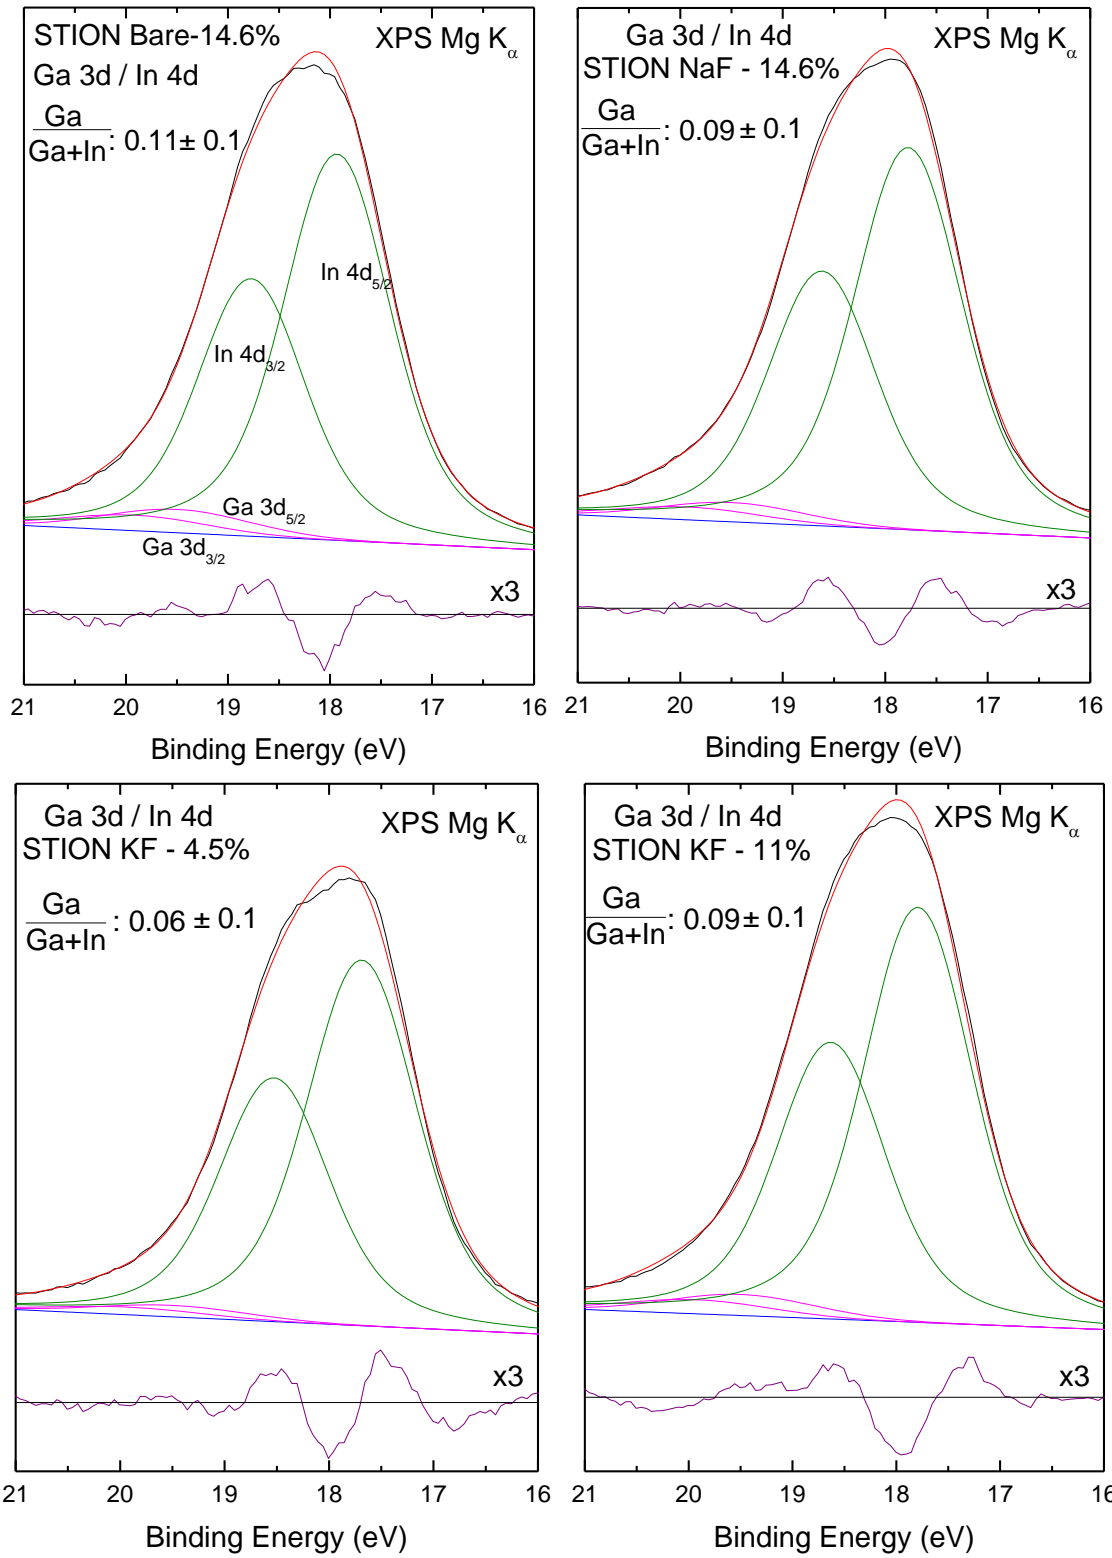 STION Bare-14.6%
XPS Mg Kα
Ga 3d / In 4d
Ga
Ga+In
: 0.11± 0.1
In 4d5/2
In 4d3/2
Ga 3d5/2
Ga 3d3/2
x3
21 20 19 18 17 16
Binding Energy (eV)
Ga 3d / In 4d
XPS Mg Kα
STION NaF - 14.6%
Ga
Ga+In
: 0.09 ± 0.1
x3
21 20 19 18 17 16
Binding Energy (eV)
Ga 3d / In 4d
XPS Mg Kα
STION KF - 4.5%
Ga
Ga+In
: 0.06 ± 0.1
x3
21 20 19 18 17 16
Binding Energy (eV)
Ga 3d / In 4d
XPS Mg Kα
STION KF - 11%
Ga
Ga+In
: 0.09± 0.1
x3
21 20 19 18 17 16
Binding Energy (eV)